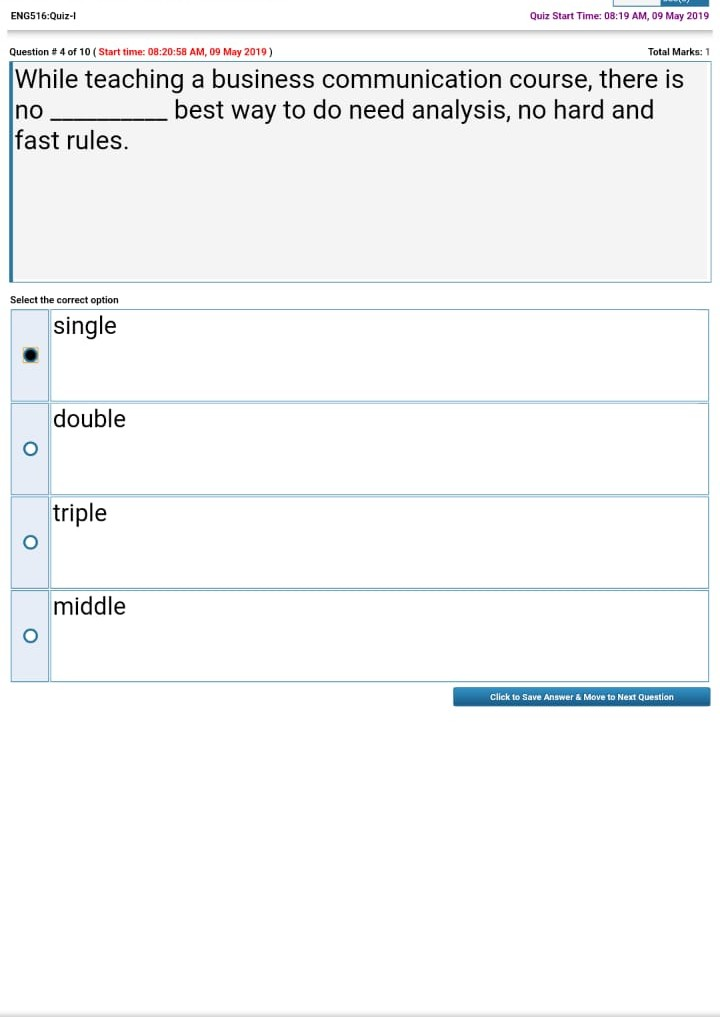 ENG516:Quiz-I
Quiz Start Time: 08:19 AM, 09 May 2019
Question # 4 of 10 ( Start time: 08:20:58 AM, 09 May 2019 )
Total Marks: 1
While teaching a business communication course, there is
no __________ best way to do need analysis, no hard and
fast rules.
Select the correct option
single
double
triple
middle
Click to Save Answer & Move to Next Question